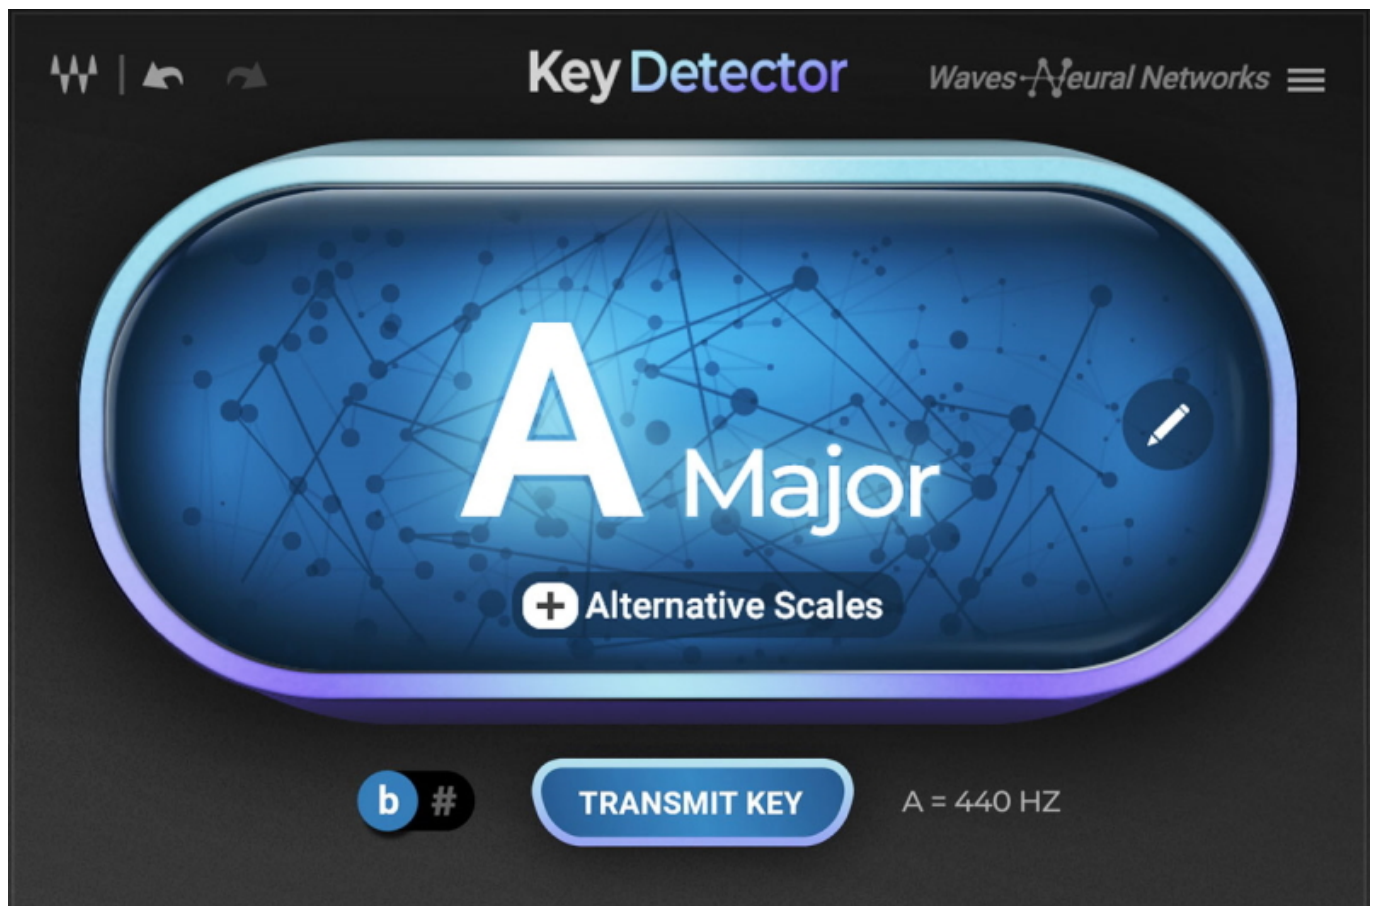 Key Detector
Waves Neural Networks
A Major
+ Alternative Scales
b #
TRANSMIT KEY
A = 440 HZ